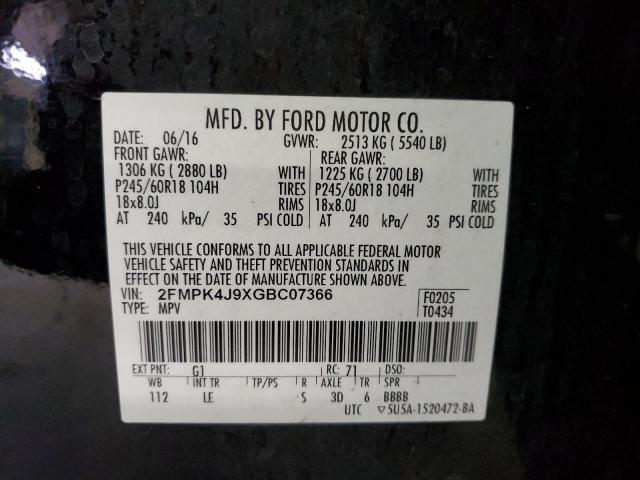 MFD. BY FORD MOTOR CO.
DATE: 06/16 GVWR: 2513 KG ( 5540 LB)
FRONT GAWR: REAR GAWR:
1306 KG ( 2880 LB) WITH 1225 KG ( 2700 LB) WITH
P245/60R18 104H TIRES P245/60R18 104H TIRES
18x8.0J RIMS 18x8.0J RIMS
AT 240 kPa/ 35 PSI COLD AT 240 kPa/ 35 PSI COLD
THIS VEHICLE CONFORMS TO ALL APPLICABLE FEDERAL MOTOR
VEHICLE SAFETY AND THEFT PREVENTION STANDARDS IN
EFFECT ON THE DATE OF MANUFACTURE SHOWN ABOVE.
VIN: 2FMPK4J9XGBC07366 F0205
TYPE: MPV T0434
EXT PNT: G1 RC: 71 DSO:
WB INT TR TP/PS R AXLE TR SPR
112 LE S 3D 6 BBBB
UTC ▽5U5A-1520472-BA